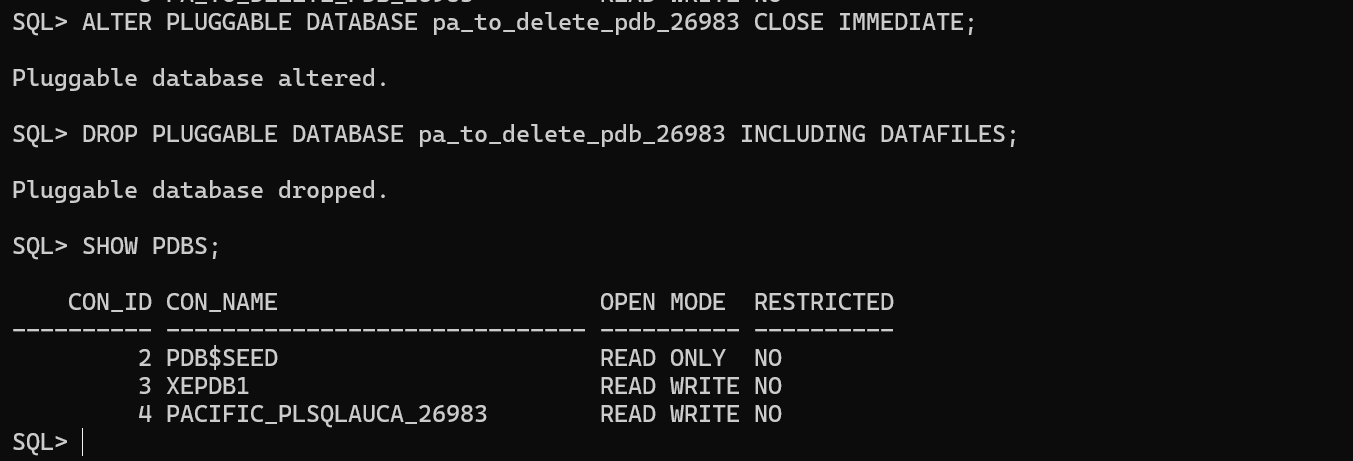 SQL> ALTER PLUGGABLE DATABASE pa_to_delete_pdb_26983 CLOSE IMMEDIATE;
Pluggable database altered.
SQL> DROP PLUGGABLE DATABASE pa_to_delete_pdb_26983 INCLUDING DATAFILES;
Pluggable database dropped.
SQL> SHOW PDBS;
    CON_ID CON_NAME                       OPEN MODE  RESTRICTED
---------- ------------------------------ ---------- ----------
         2 PDB$SEED                       READ ONLY  NO
         3 XEPDB1                         READ WRITE NO
         4 PACIFIC_PLSQLAUCA_26983        READ WRITE NO
SQL>